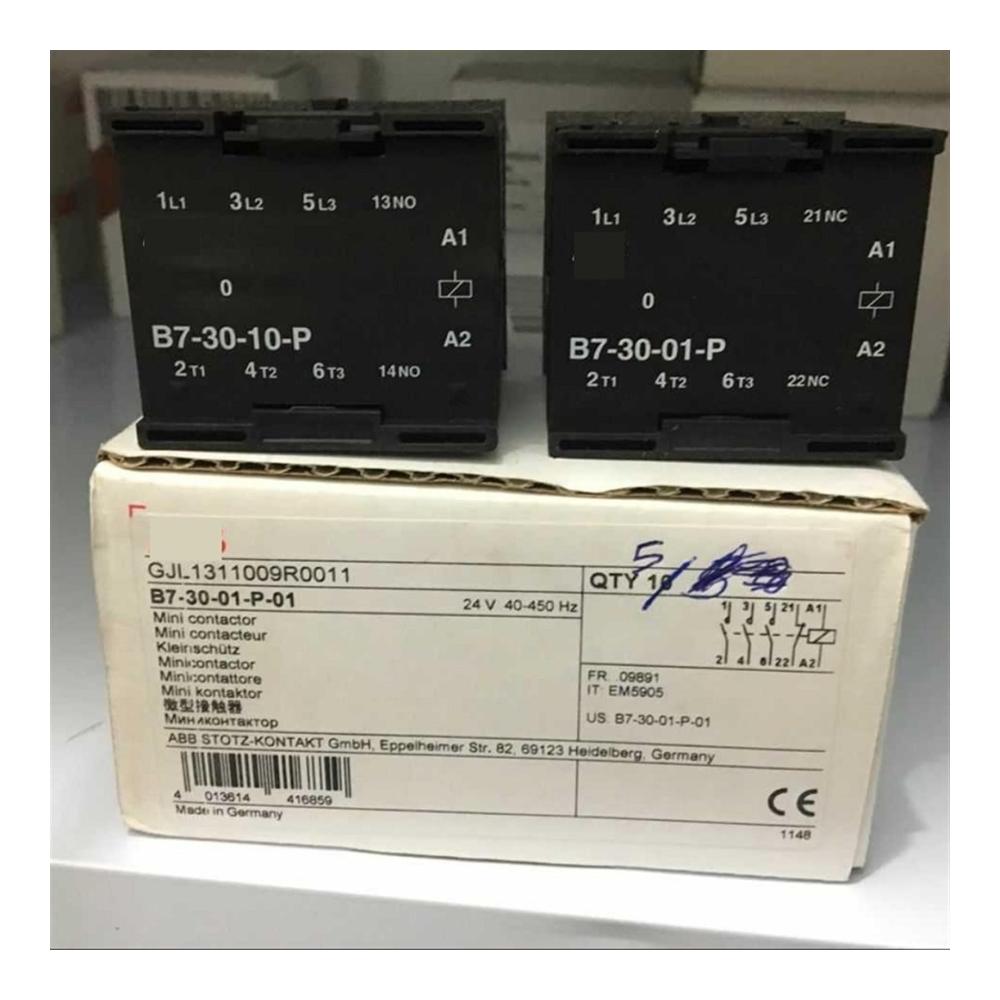 1L1 3L2 5L3 13NO
A1
0
B7-30-10-P
A2
2T1 4T2 6T3 14NO
1L1 3L2 5L3 21NC
A1
0
B7-30-01-P
A2
2T1 4T2 6T3 22NC
GJL1311009R0011
B7-30-01-P-01
24 V 40-450 Hz
Mini contactor
Mini contacteur
Kleinschütz
Minicontactor
Minicontattore
Mini kontaktor
微型接触器
Миниконтактор
QTY 10
5
1 3 5 21 A1
2 4 6 22 A2
FR: .09891
IT: EM5905
US: B7-30-01-P-01
ABB STOTZ-KONTAKT GmbH, Eppelheimer Str. 82, 69123 Heidelberg, Germany
4 013614 416859
Made in Germany
CE
1148